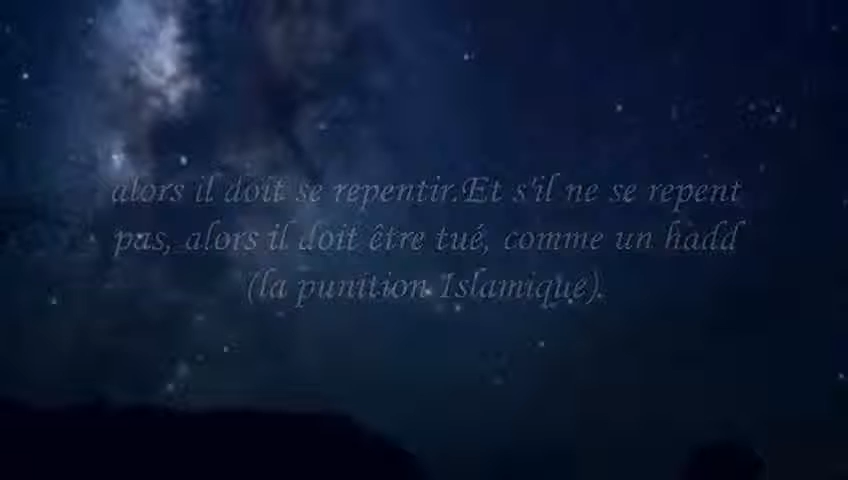 alors il doit se repentir.Et s'il ne se repent
pas, alors il doit être tué, comme un hadd
(la punition Islamique).